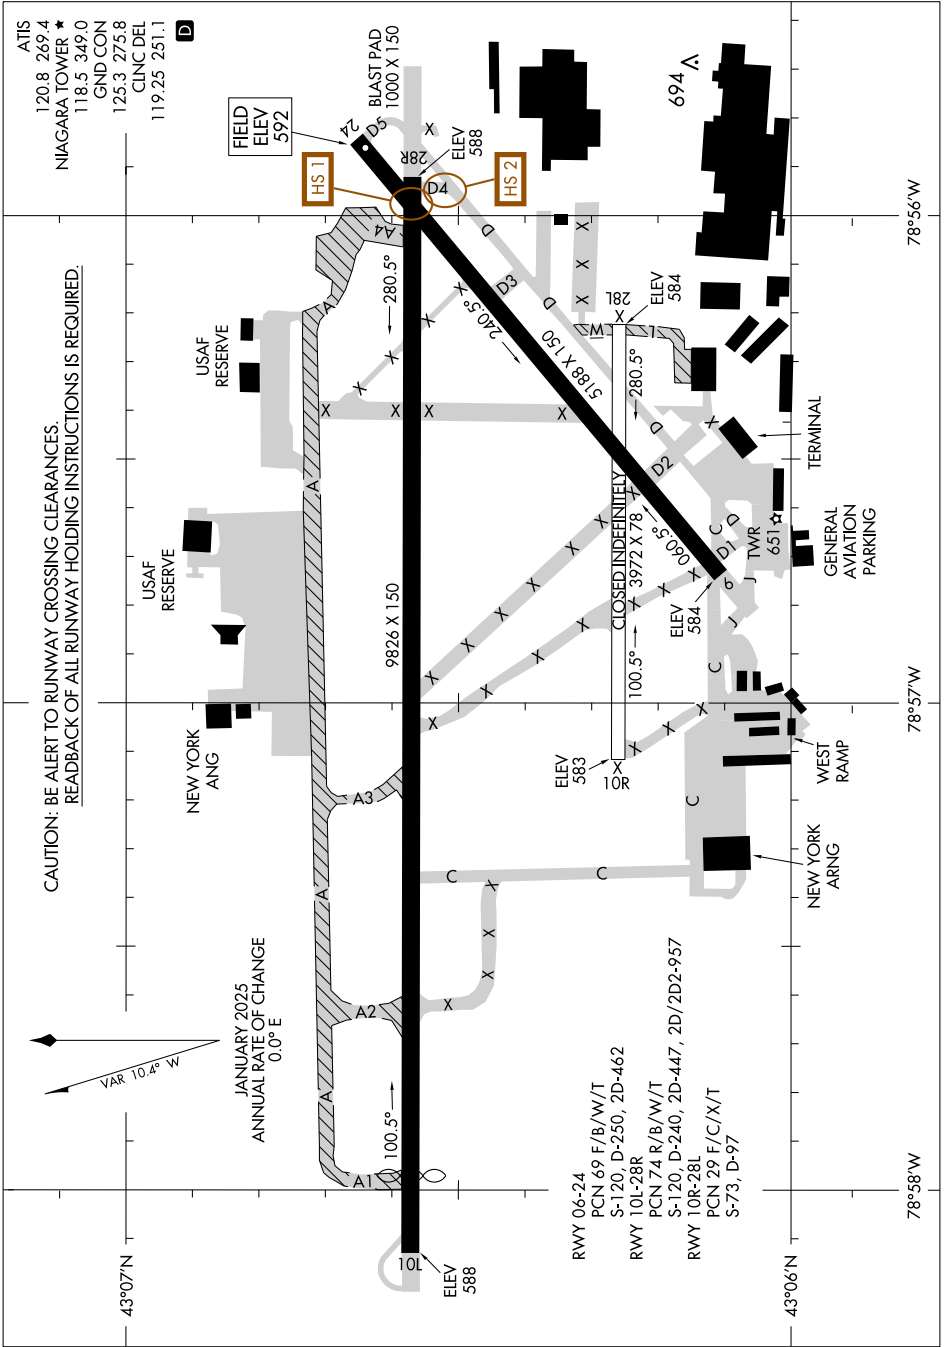 ATIS
120.8 269.4
NIAGARA TOWER ★
118.5 349.0
GND CON
125.3 275.8
CLNC DEL
119.25 251.1
D
CAUTION: BE ALERT TO RUNWAY CROSSING CLEARANCES.
READBACK OF ALL RUNWAY HOLDING INSTRUCTIONS IS REQUIRED.
FIELD
ELEV
592
HS 1
HS 2
BLAST PAD
1000 X 150
24
D5
X
28R
ELEV
588
D4
A4
A
280.5°
D
D3
D
X
X
X
X
X
X
X
240.5°
5188 X 150
28L
X
ELEV
584
W
L
280.5°
694
78°56'W
USAF
RESERVE
X
X
X
X
A
D
X
D2
X
TERMINAL
USAF
RESERVE
9826 X 150
X
X
X
X
X
CLOSED INDEFINITELY
3972 X 78
060.5°
C
D
D1
TWR
651
GENERAL
AVIATION
PARKING
X
X
X
X
X
X
X
100.5°
ELEV
584
6
J
J
C
NEW YORK
ANG
78°57'W
X
X
X
ELEV
583
X
10R
WEST
RAMP
A3
C
A
C
C
NEW YORK
ARNG
X
X
X
X
A2
JANUARY 2025
ANNUAL RATE OF CHANGE
0.0° E
VAR 10.4° W
A
100.5°
A1
10L
ELEV
588
RWY 06-24
PCN 69 F/B/W/T
S-120, D-250, 2D-462
RWY 10L-28R
PCN 74 R/B/W/T
S-120, D-240, 2D-447, 2D/2D2-957
RWY 10R-28L
PCN 29 F/C/X/T
S-73, D-97
78°58'W
43°07'N
43°06'N